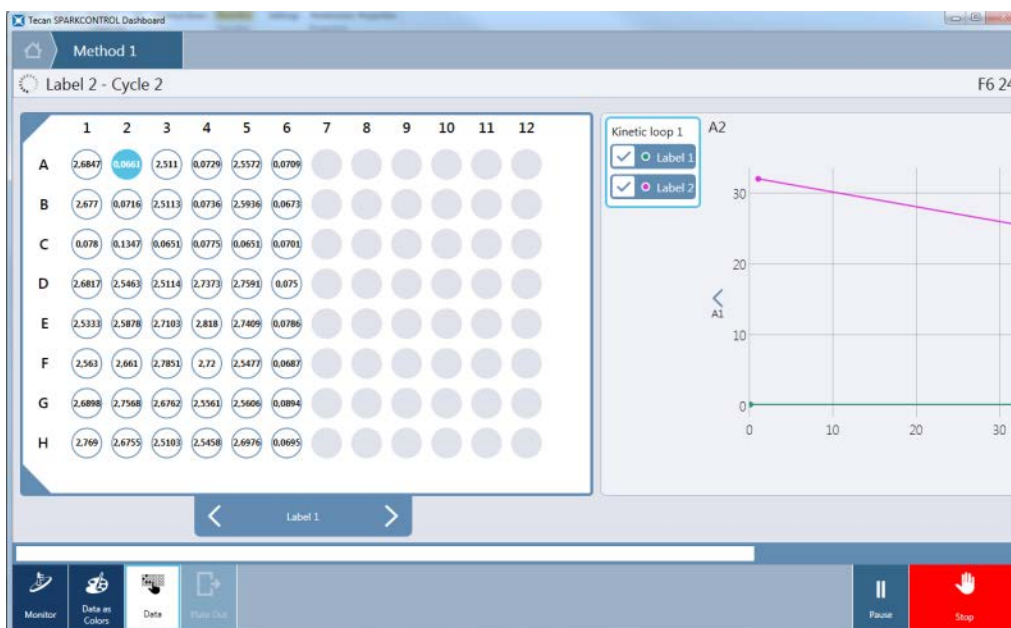 Tecan SPARKCONTROL Dashboard
Method 1
Label 2 - Cycle 2
F6 24
1 2 3 4 5 6 7 8 9 10 11 12
A 2,6847 0,0661 2,511 0,0729 2,5572 0,0709
B 2,677 0,0716 2,5113 0,0736 2,5936 0,0673
C 0,078 0,1347 0,0651 0,0775 0,0651 0,0701
D 2,6817 2,5463 2,5114 2,7373 2,7591 0,075
E 2,5333 2,5878 2,7103 2,818 2,7409 0,0786
F 2,563 2,661 2,7851 2,72 2,5477 0,0687
G 2,6898 2,7568 2,6762 2,5561 2,5606 0,0894
H 2,769 2,6755 2,5103 2,5458 2,6976 0,0695
Label 1
Kinetic loop 1
Label 1
Label 2
A2
30
20
10
0
A1
0 10 20 30
Monitor
Data as
Colors
Data
Plate Out
Pause
Stop